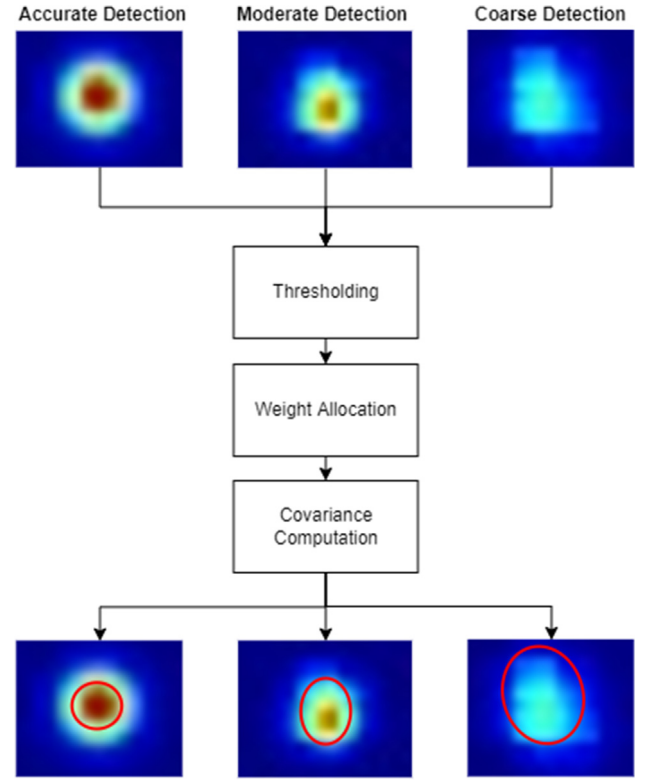 Accurate Detection
Moderate Detection
Coarse Detection
Thresholding
Weight Allocation
Covariance
Computation